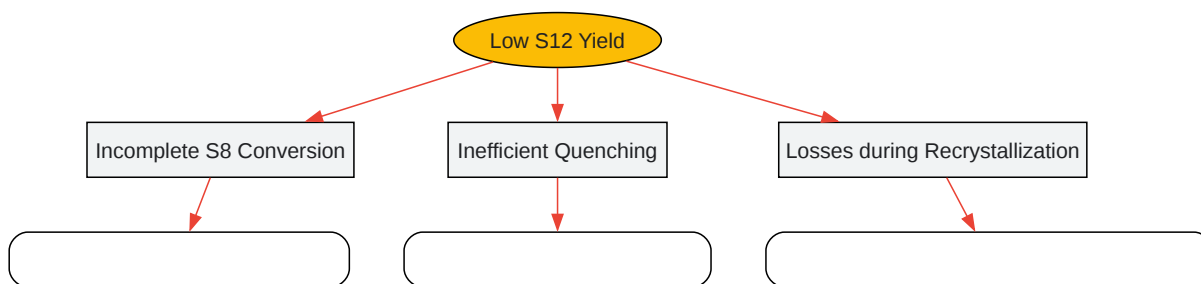 Low S12 Yield
Incomplete S8 Conversion
Inefficient Quenching
Losses during Recrystallization